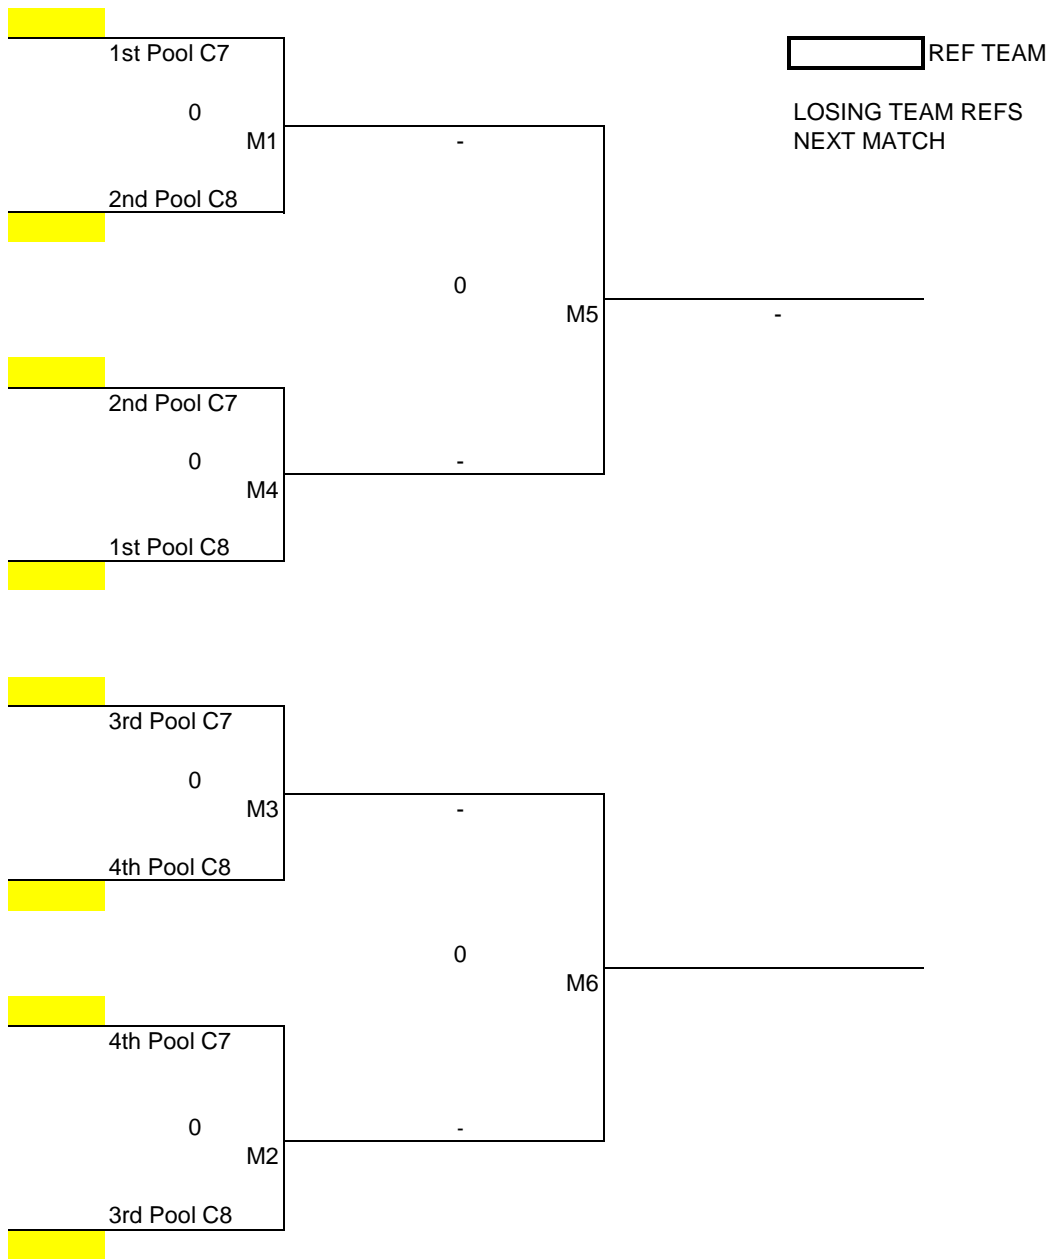 1st Pool C7
REF TEAM
0
LOSING TEAM REFS
M1
-
NEXT MATCH
2nd Pool C8
0
M5
-
2nd Pool C7
0
-
M4
1st Pool C8
3rd Pool C7
0
M3
-
4th Pool C8
0
M6
4th Pool C7
0
-
M2
3rd Pool C8